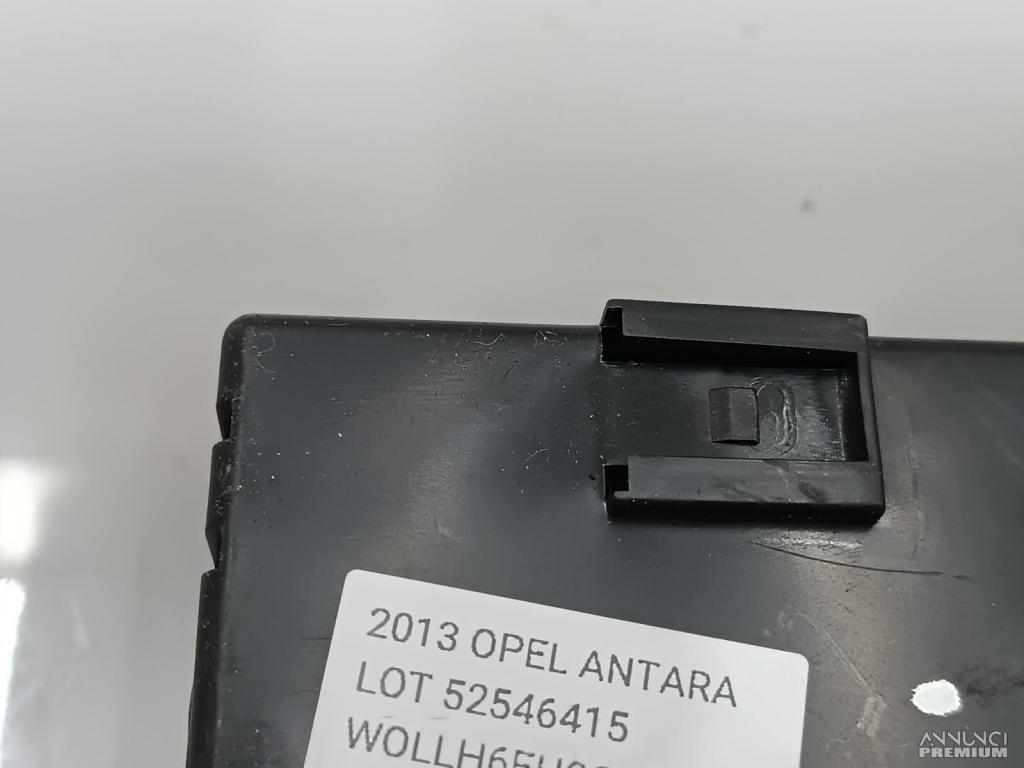 2013 OPEL ANTARA
LOT 52546415
ANNUNCI
PREMIUM